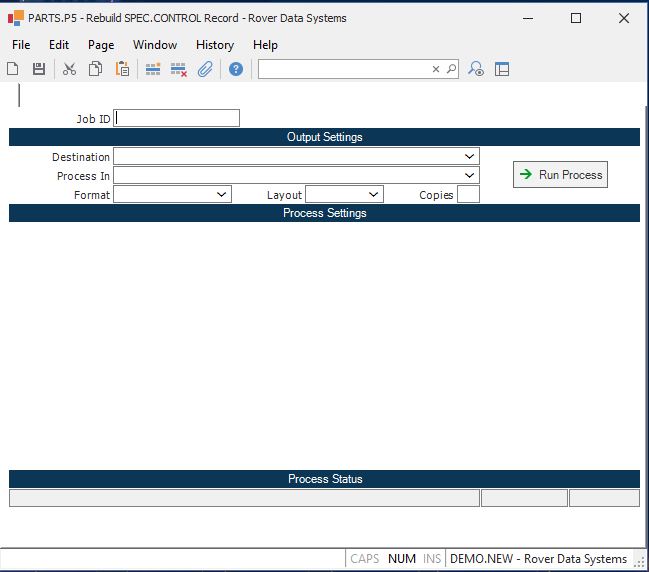 PARTS.P5 - Rebuild SPEC.CONTROL Record - Rover Data Systems
File Edit Page Window History Help
Job ID
Output Settings
Destination
Process In
Run Process
Format Layout Copies
Process Settings
Process Status
CAPS NUM INS DEMO.NEW - Rover Data Systems